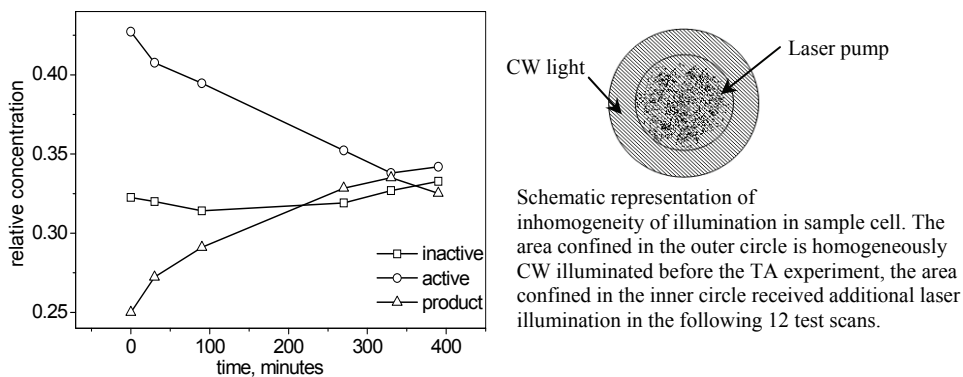 0.40
0.35
0.30
0.25
relative concentration
inactive
active
product
0
100
200
300
400
time, minutes
CW light
Laser pump
Schematic representation of
inhomogeneity of illumination in sample cell. The
area confined in the outer circle is homogeneously
CW illuminated before the TA experiment, the area
confined in the inner circle received additional laser
illumination in the following 12 test scans.